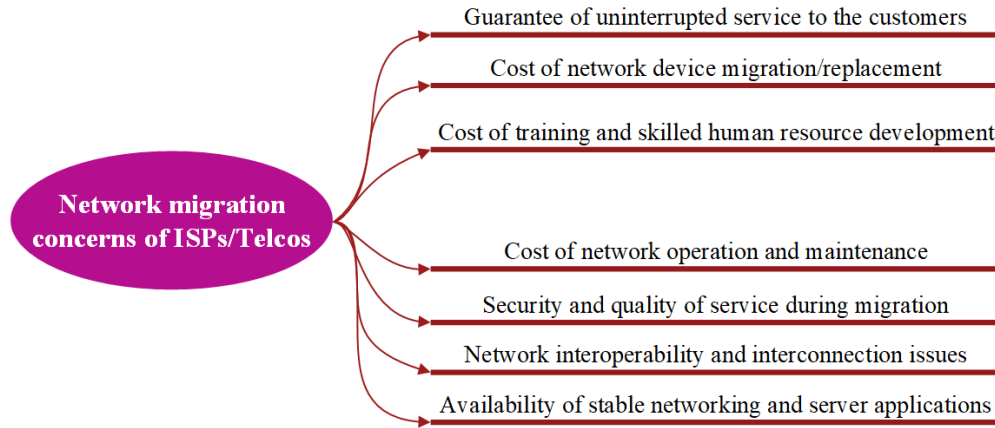 Guarantee of uninterrupted service to the customers
Cost of network device migration/replacement
Cost of training and skilled human resource development
Network migration
concerns of ISPs/Telcos
Cost of network operation and maintenance
Security and quality of service during migration
Network interoperability and interconnection issues
Availability of stable networking and server applications